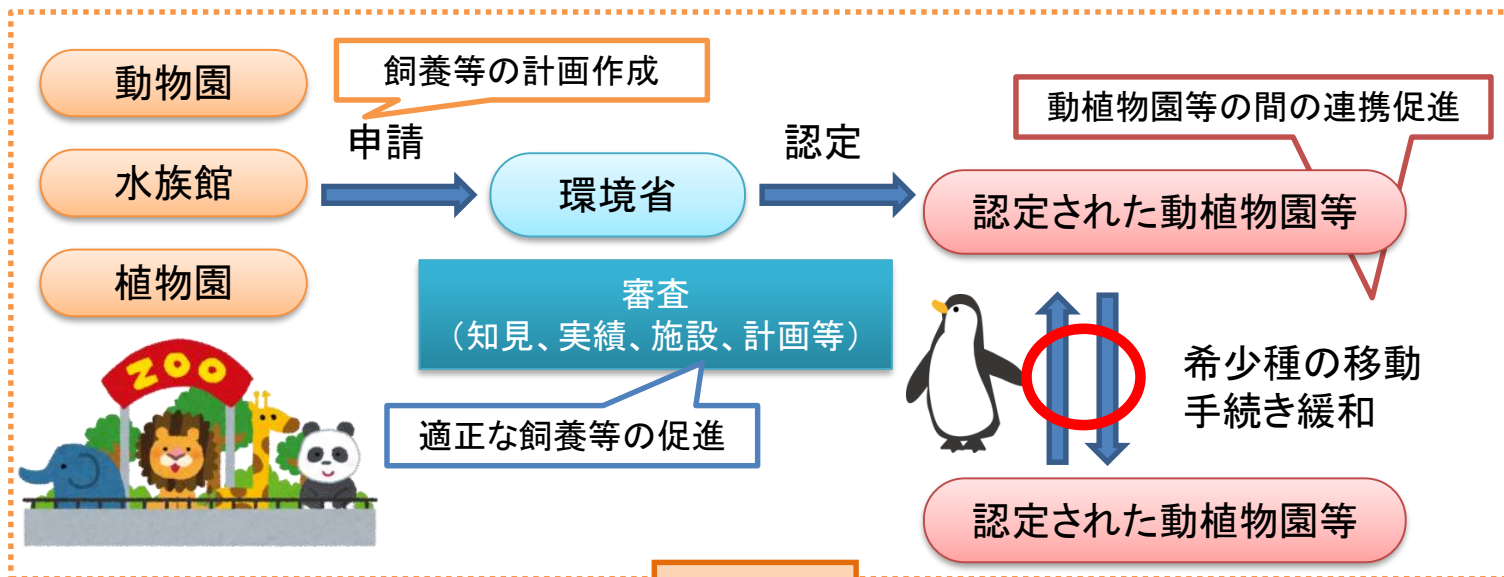 動物園
水族館
植物園
ZOO
飼養等の計画作成
申請
環境省
審査
（知見、実績、施設、計画等）
適正な飼養等の促進
認定
動植物園等の間の連携促進
認定された動植物園等
希少種の移動
手続き緩和
認定された動植物園等